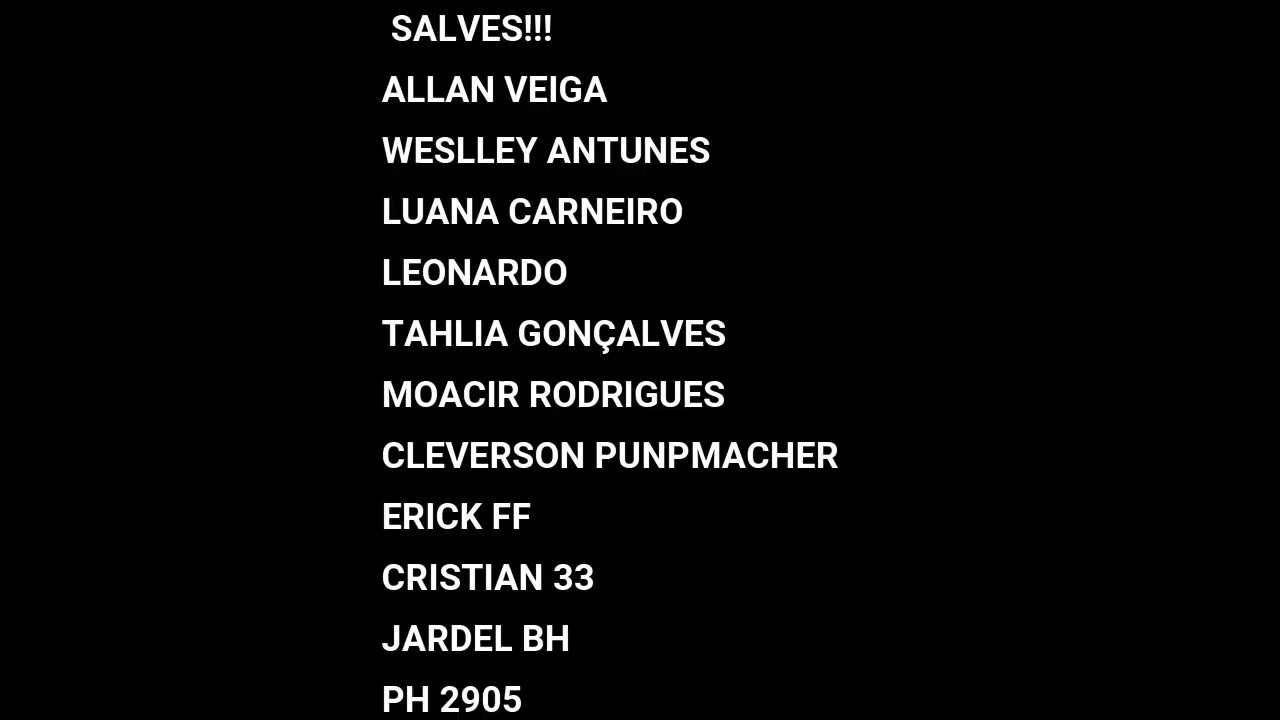 SALVES!!!
ALLAN VEIGA
WESLLEY ANTUNES
LUANA CARNEIRO
LEONARDO
TAHLIA GONÇALVES
MOACIR RODRIGUES
CLEVERSON PUNPMACHER
ERICK FF
CRISTIAN 33
JARDEL BH
PH 2905